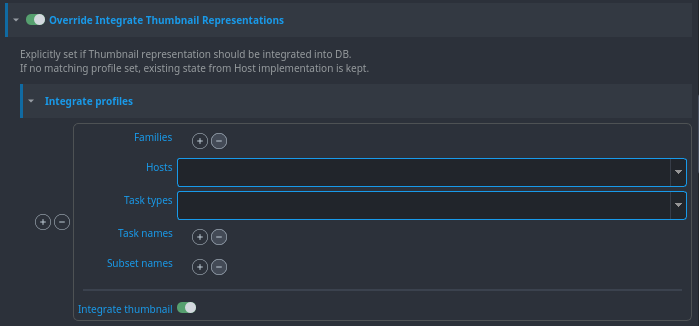 Override Integrate Thumbnail Representations
Explicitly set if Thumbnail representation should be integrated into DB.
If no matching profile set, existing state from Host implementation is kept.
Integrate profiles
Families
Hosts
Task types
Task names
Subset names
Integrate thumbnail